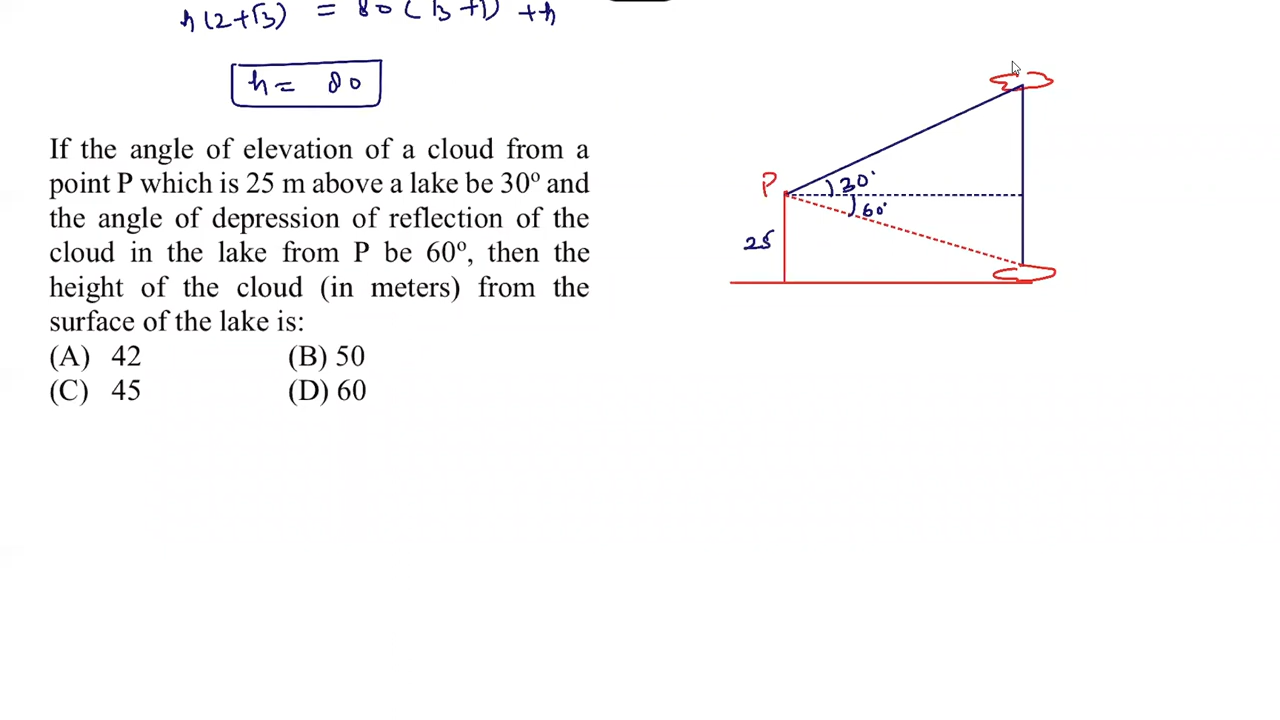 h(2+√3) = 80(√3+1) +h
h = 80
If the angle of elevation of a cloud from a
point P which is 25 m above a lake be 30º and
the angle of depression of reflection of the
cloud in the lake from P be 60º, then the
height of the cloud (in meters) from the
surface of the lake is:
(A) 42 (B) 50
(C) 45 (D) 60
P
30°
60°
25